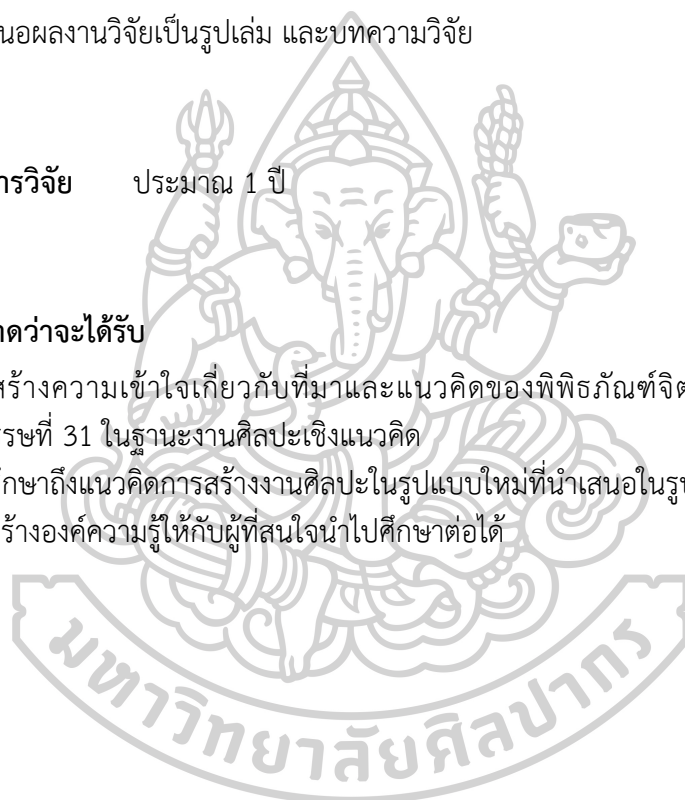 นอผลงานวิจัยเป็นรูปเล่ม และบทความวิจัย
ารวิจัย ประมาณ 1 ปี
าดว่าจะได้รับ
สร้างความเข้าใจเกี่ยวกับที่มาและแนวคิดของพิพิธภัณฑ์จิต
รรษที่ 31 ในฐานะงานศิลปะเชิงแนวคิด
ศึกษาถึงแนวคิดการสร้างงานศิลปะในรูปแบบใหม่ที่นำเสนอในรูป
สร้างองค์ความรู้ให้กับผู้ที่สนใจนำไปศึกษาต่อได้
มหาวิทยาลัยศิลปากร